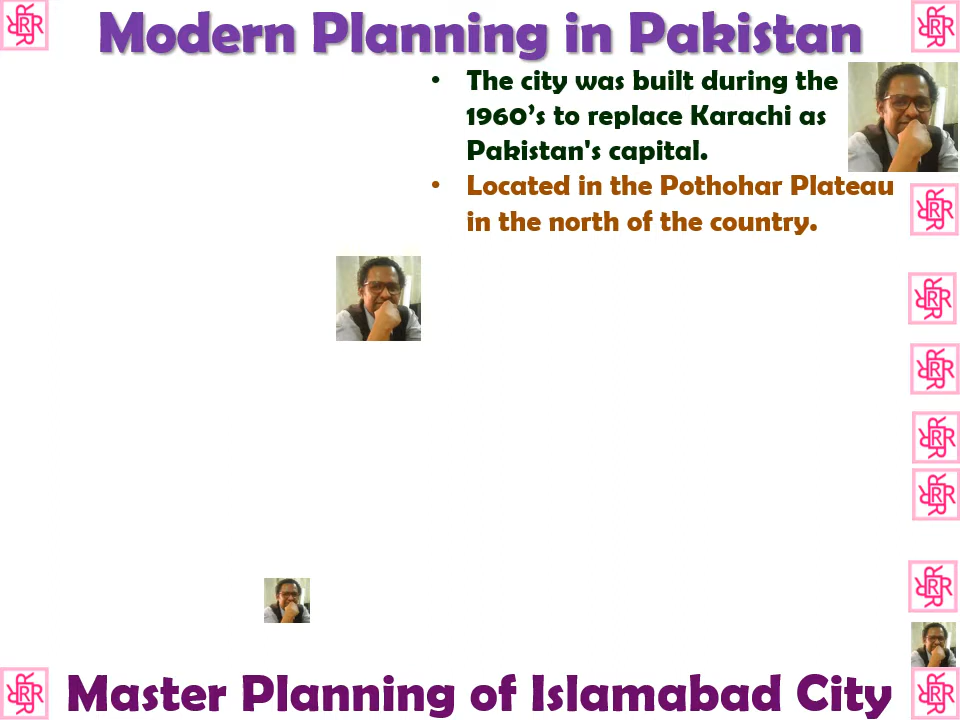 Modern Planning in Pakistan
• The city was built during the
1960’s to replace Karachi as
Pakistan's capital.
• Located in the Pothohar Plateau
in the north of the country.
Master Planning of Islamabad City